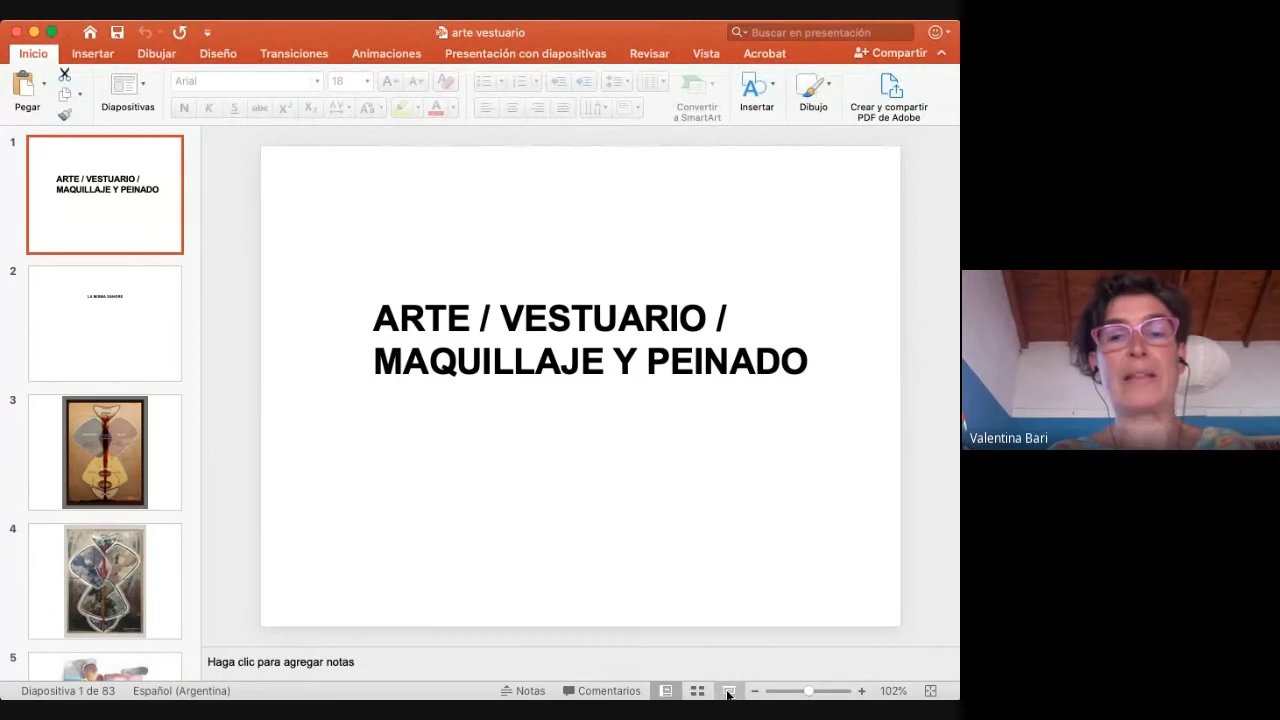 arte vestuario
Buscar en presentación
Inicio Insertar Dibujar Diseño Transiciones Animaciones Presentación con diapositivas Revisar Vista Acrobat Compartir
Arial 18
Pegar Diapositivas Convertir a SmartArt Insertar Dibujo Crear y compartir PDF de Adobe
1
ARTE / VESTUARIO /
MAQUILLAJE Y PEINADO
2
LA MISMA SANGRE
3
4
5
ARTE / VESTUARIO /
MAQUILLAJE Y PEINADO
Valentina Bari
Haga clic para agregar notas
Diapositiva 1 de 83 Español (Argentina) Notas Comentarios 102%